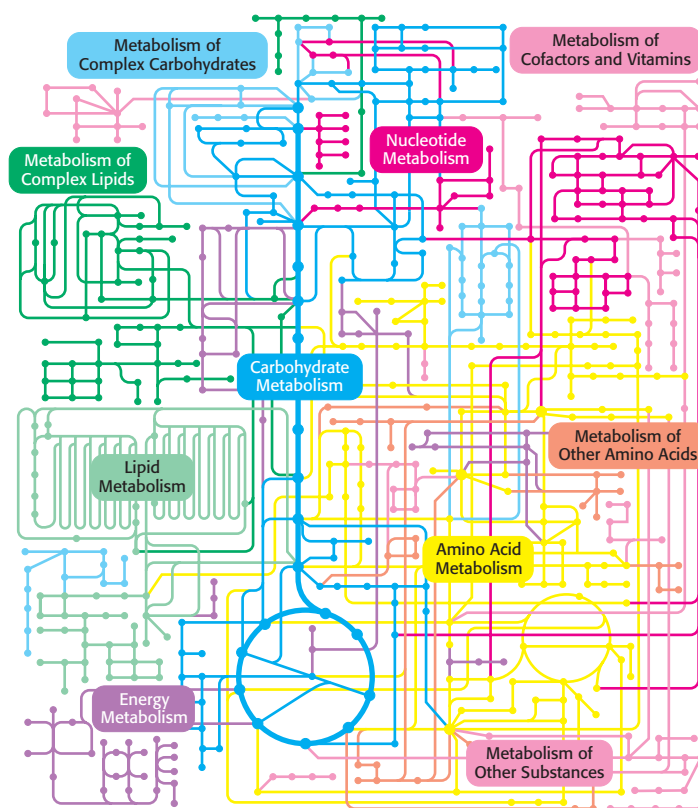 Metabolism of
Complex Carbohydrates
Metabolism of
Cofactors and Vitamins
Nucleotide
Metabolism
Metabolism of
Complex Lipids
Carbohydrate
Metabolism
Metabolism of
Other Amino Acids
Lipid
Metabolism
Amino Acid
Metabolism
Energy
Metabolism
Metabolism of
Other Substances